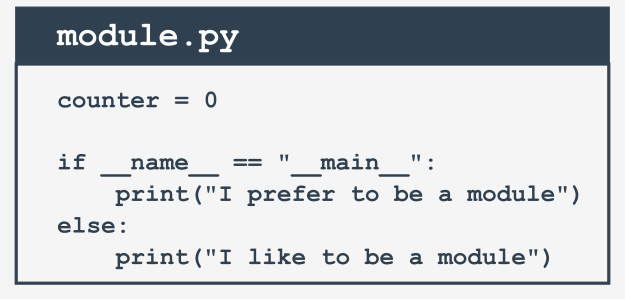 module.py
counter = 0
if __name__ == "__main__":
    print("I prefer to be a module")
else:
    print("I like to be a module")